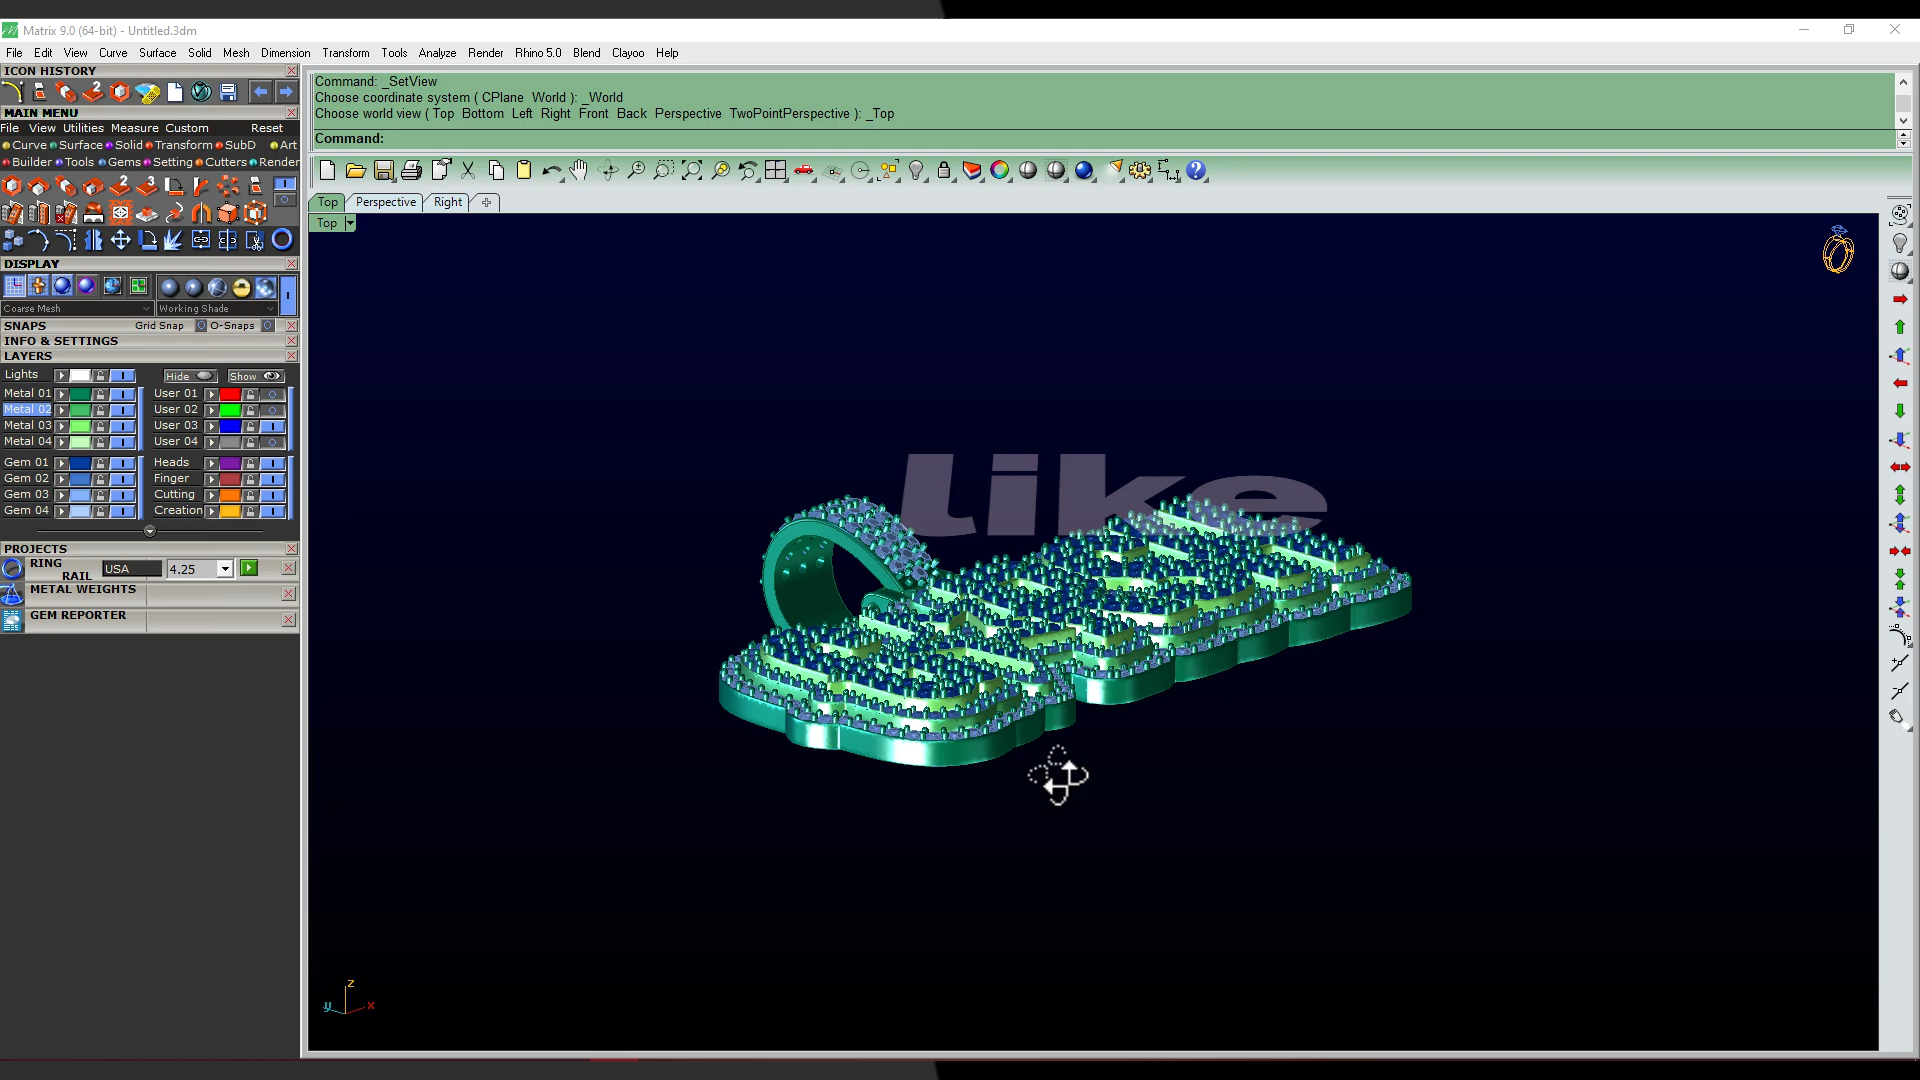 Matrix 9.0 (64-bit) - Untitled.3dm
File Edit View Curve Surface Solid Mesh Dimension Transform Tools Analyze Render Rhino 5.0 Blend Clayoo Help
ICON HISTORY
MAIN MENU
File View Utilities Measure Custom Reset
Curve Surface Solid Transform SubD Art
Builder Tools Gems Setting Cutters Render
DISPLAY
Coarse Mesh Working Shade
SNAPS Grid Snap O-Snaps
INFO & SETTINGS
LAYERS
Lights Hide Show
Metal 01 User 01
Metal 02 User 02
Metal 03 User 03
Metal 04 User 04
Gem 01 Heads
Gem 02 Finger
Gem 03 Cutting
Gem 04 Creation
PROJECTS
RING RAIL USA 4.25
METAL WEIGHTS
GEM REPORTER
Command: _SetView
Choose coordinate system ( CPlane World ): _World
Choose world view ( Top Bottom Left Right Front Back Perspective TwoPointPerspective ): _Top
Command:
Top Perspective Right
Top
like
z
y x